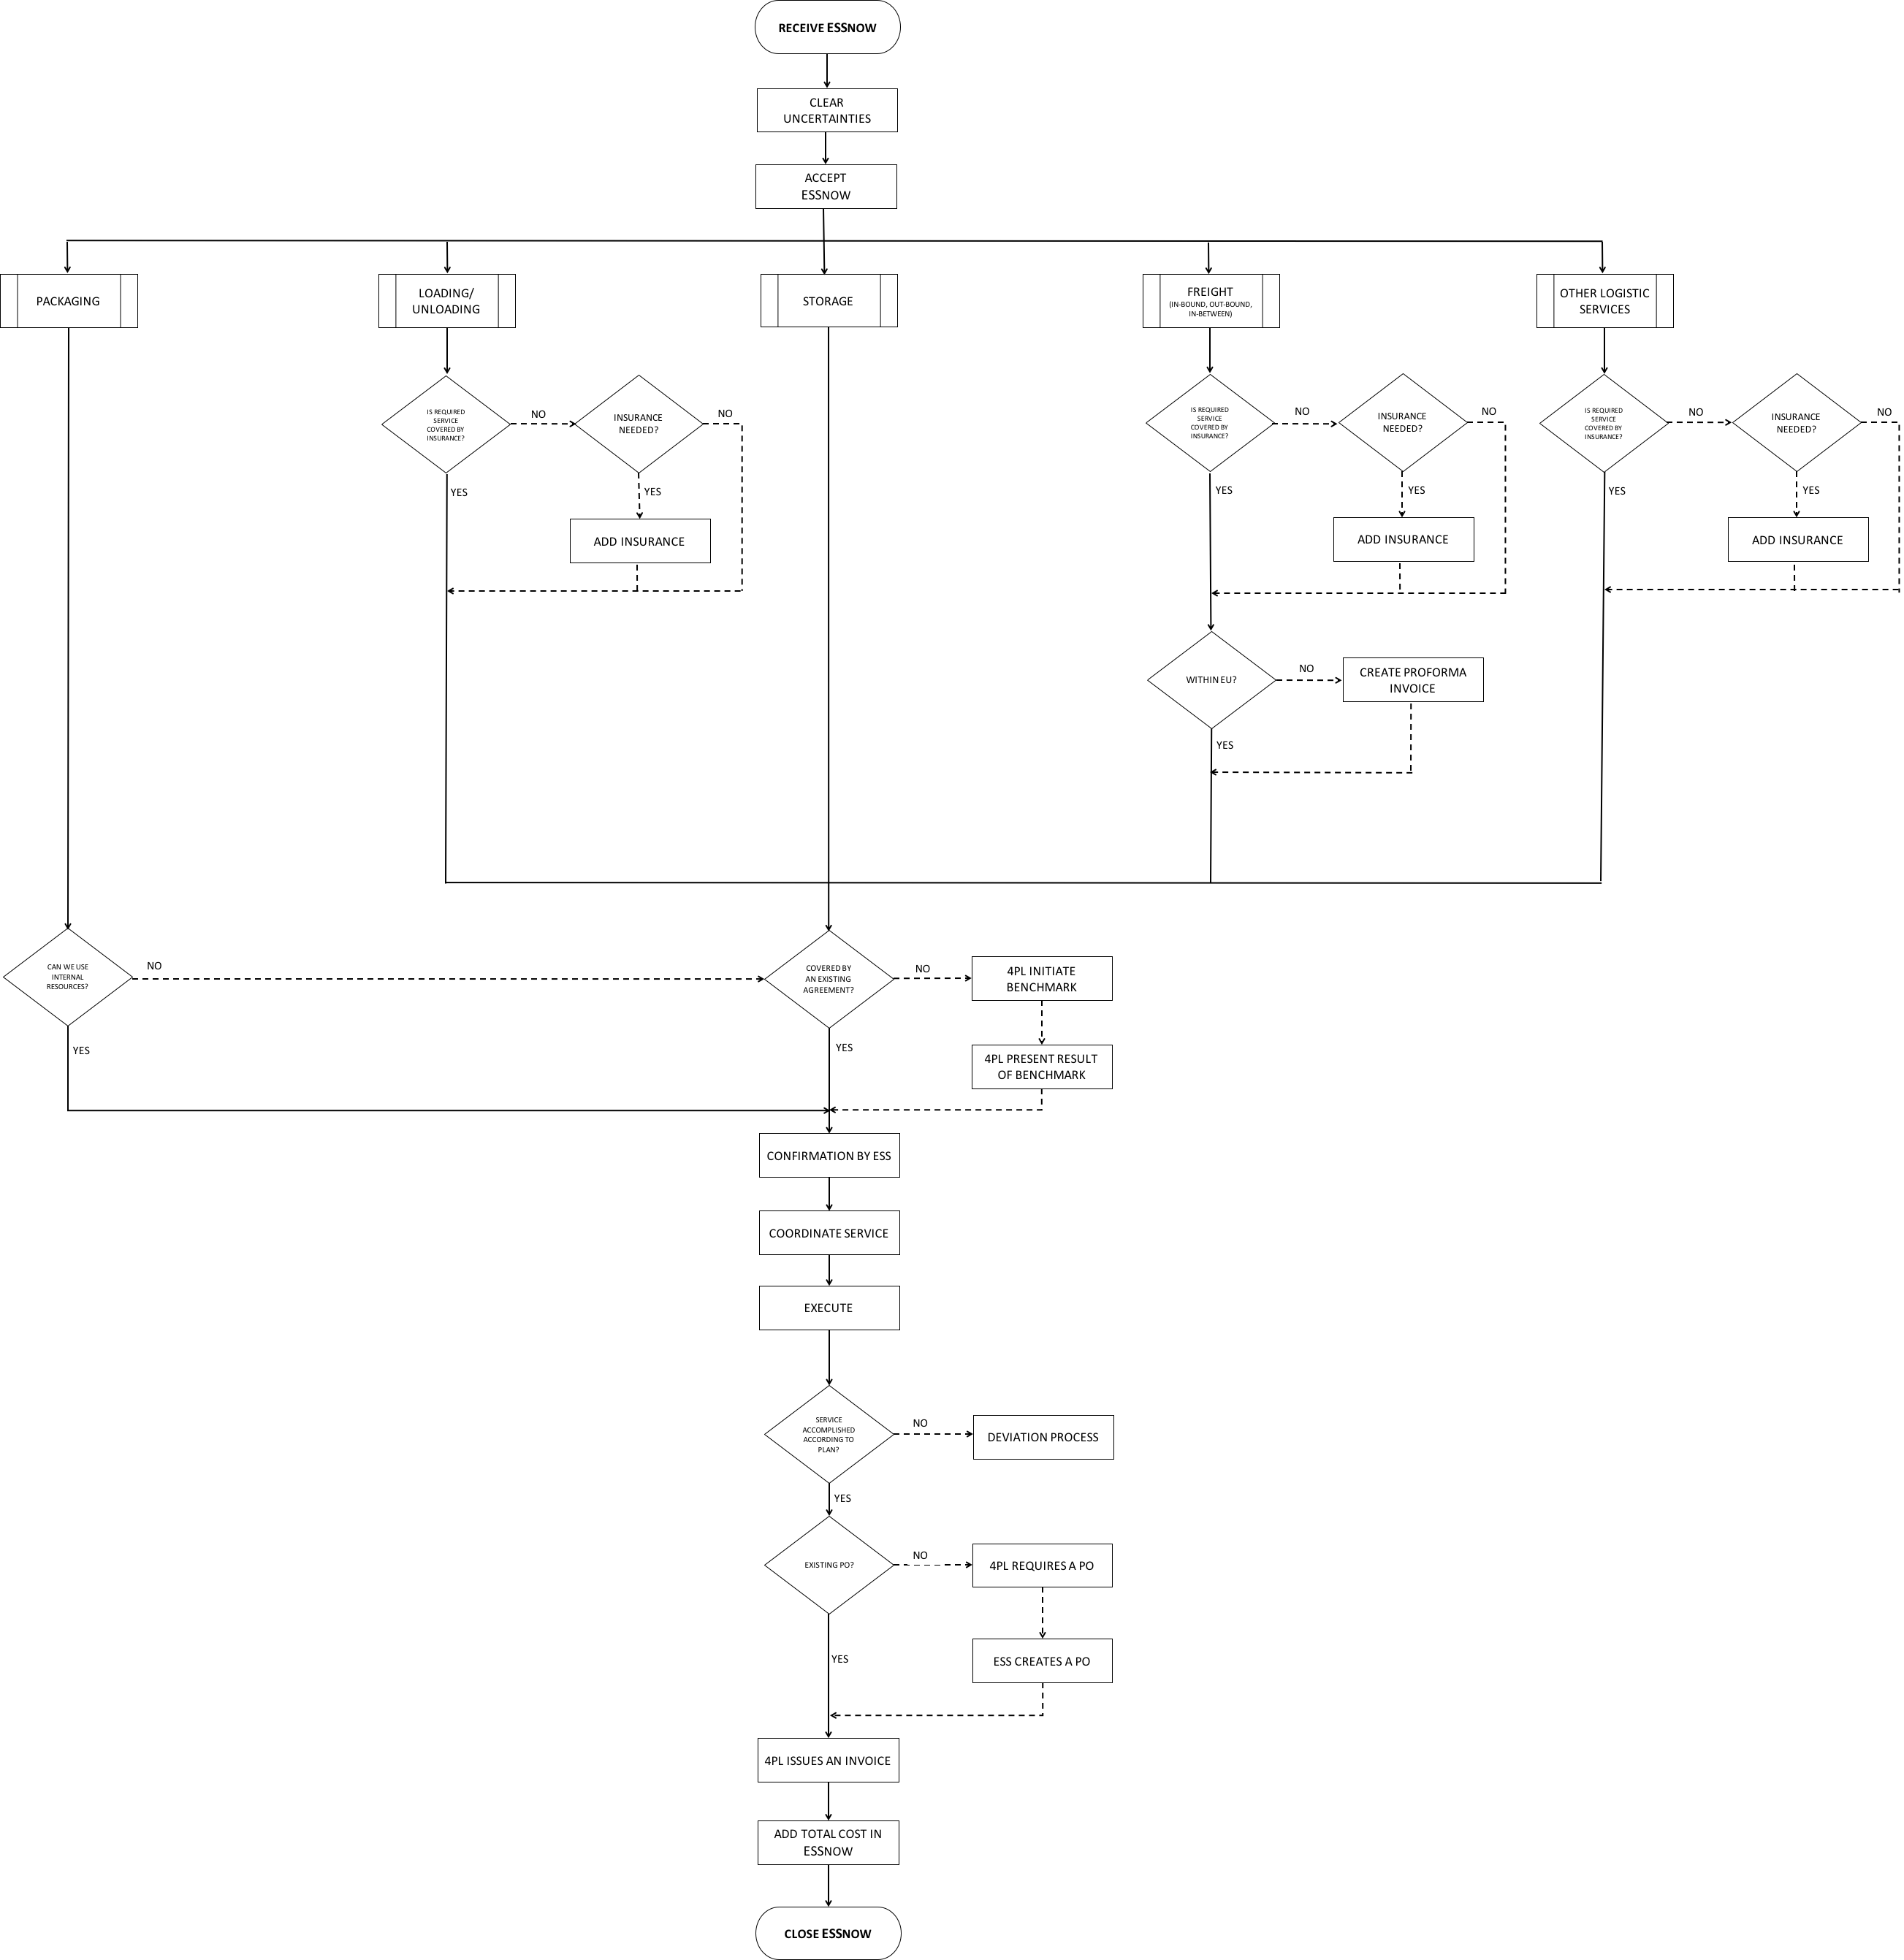 RECEIVE ESSNOW
CLEAR
UNCERTAINTIES
ACCEPT
ESSNOW
PACKAGING
LOADING/
UNLOADING
STORAGE
FREIGHT
(IN-BOUND, OUT-BOUND,
IN-BETWEEN)
OTHER LOGISTIC
SERVICES
IS REQUIRED
SERVICE
COVERED BY
INSURANCE?
NO
INSURANCE
NEEDED?
NO
YES
YES
ADD INSURANCE
IS REQUIRED
SERVICE
COVERED BY
INSURANCE?
NO
INSURANCE
NEEDED?
NO
YES
YES
ADD INSURANCE
IS REQUIRED
SERVICE
COVERED BY
INSURANCE?
NO
INSURANCE
NEEDED?
NO
YES
YES
ADD INSURANCE
WITHIN EU?
NO
CREATE PROFORMA
INVOICE
YES
CAN WE USE
INTERNAL
RESOURCES?
NO
YES
COVERED BY
AN EXISTING
AGREEMENT?
NO
4PL INITIATE
BENCHMARK
YES
4PL PRESENT RESULT
OF BENCHMARK
CONFIRMATION BY ESS
COORDINATE SERVICE
EXECUTE
SERVICE
ACCOMPLISHED
ACCORDING TO
PLAN?
NO
DEVIATION PROCESS
YES
EXISTING PO?
NO
4PL REQUIRES A PO
YES
ESS CREATES A PO
4PL ISSUES AN INVOICE
ADD TOTAL COST IN
ESSNOW
CLOSE ESSNOW